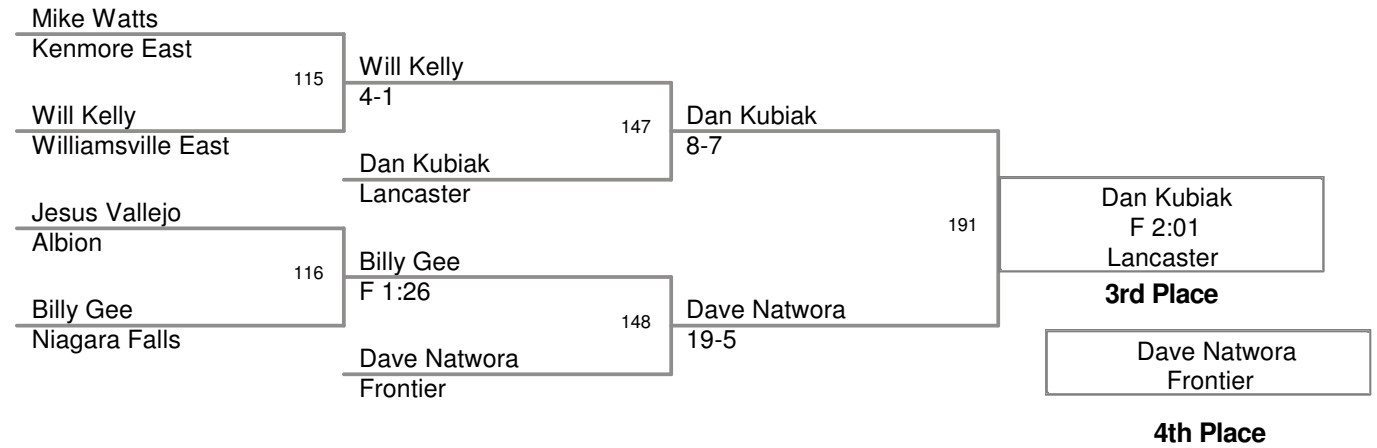 Mike Watts
Kenmore East
115
Will Kelly
4-1
Will Kelly
Williamsville East
147
Dan Kubiak
8-7
Dan Kubiak
Lancaster
Jesus Vallejo
Albion
116
Billy Gee
F 1:26
Billy Gee
Niagara Falls
148
Dave Natwora
19-5
Dave Natwora
Frontier
191
Dan Kubiak
F 2:01
Lancaster
3rd Place
Dave Natwora
Frontier
4th Place